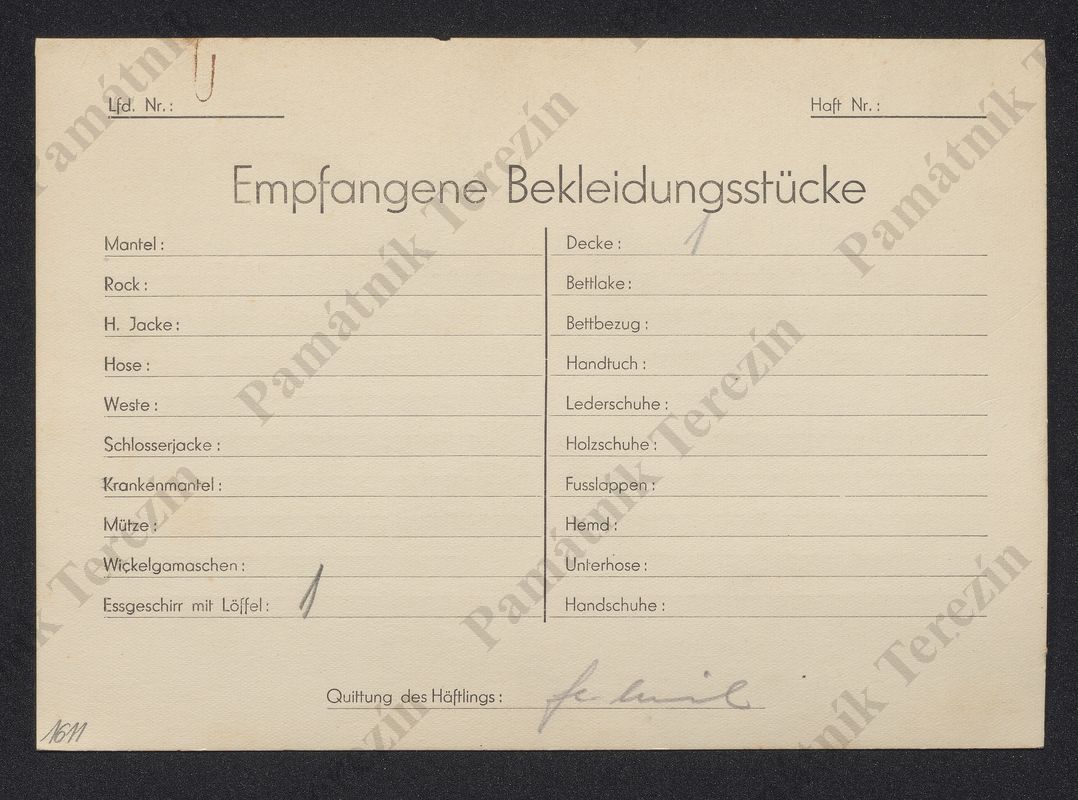 Lfd. Nr.:
Haft Nr.:
Empfangene Bekleidungsstücke
Mantel:
Rock:
H. Jacke:
Hose:
Weste:
Schlosserjacke:
Krankenmantel:
Mütze:
Wickelgamaschen:
Essgeschirr mit Löffel: 1
Decke: 1
Bettlake:
Bettbezug:
Handtuch:
Lederschuhe:
Holzschuhe:
Fusslappen:
Hemd:
Unterhose:
Handschuhe:
Quittung des Häftlings:
1611
Památník Terezín